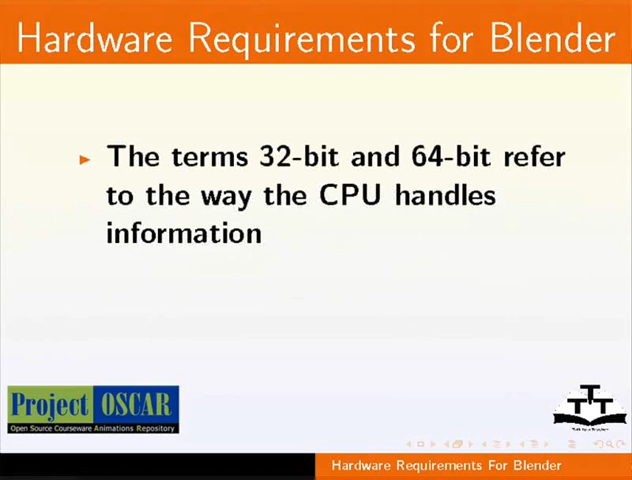 Hardware Requirements for Blender
The terms 32-bit and 64-bit refer
to the way the CPU handles
information
Project OSCAR
Open Source Courseware Animations Repository
TTT
Hardware Requirements For Blender